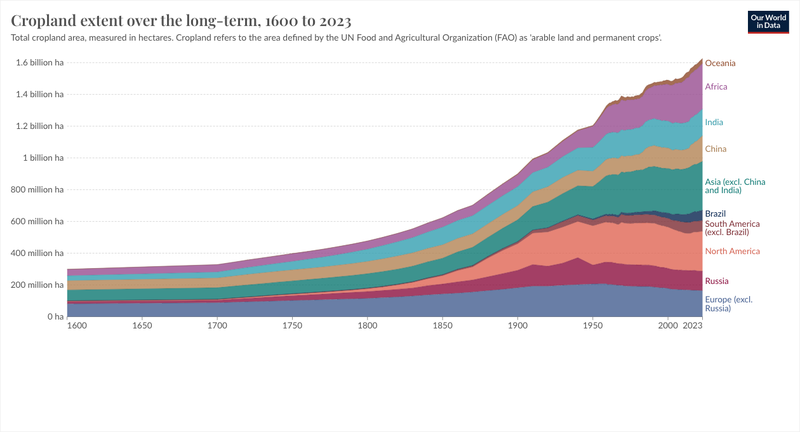 Cropland extent over the long-term, 1600 to 2023
Our World
in Data
Total cropland area, measured in hectares. Cropland refers to the area defined by the UN Food and Agricultural Organization (FAO) as 'arable land and permanent crops'.
1.6 billion ha
1.4 billion ha
1.2 billion ha
1 billion ha
800 million ha
600 million ha
400 million ha
200 million ha
0 ha
Oceania
Africa
India
China
Asia (excl. China
and India)
Brazil
South America
(excl. Brazil)
North America
Russia
Europe (excl.
Russia)
1600
1650
1700
1750
1800
1850
1900
1950
2000
2023